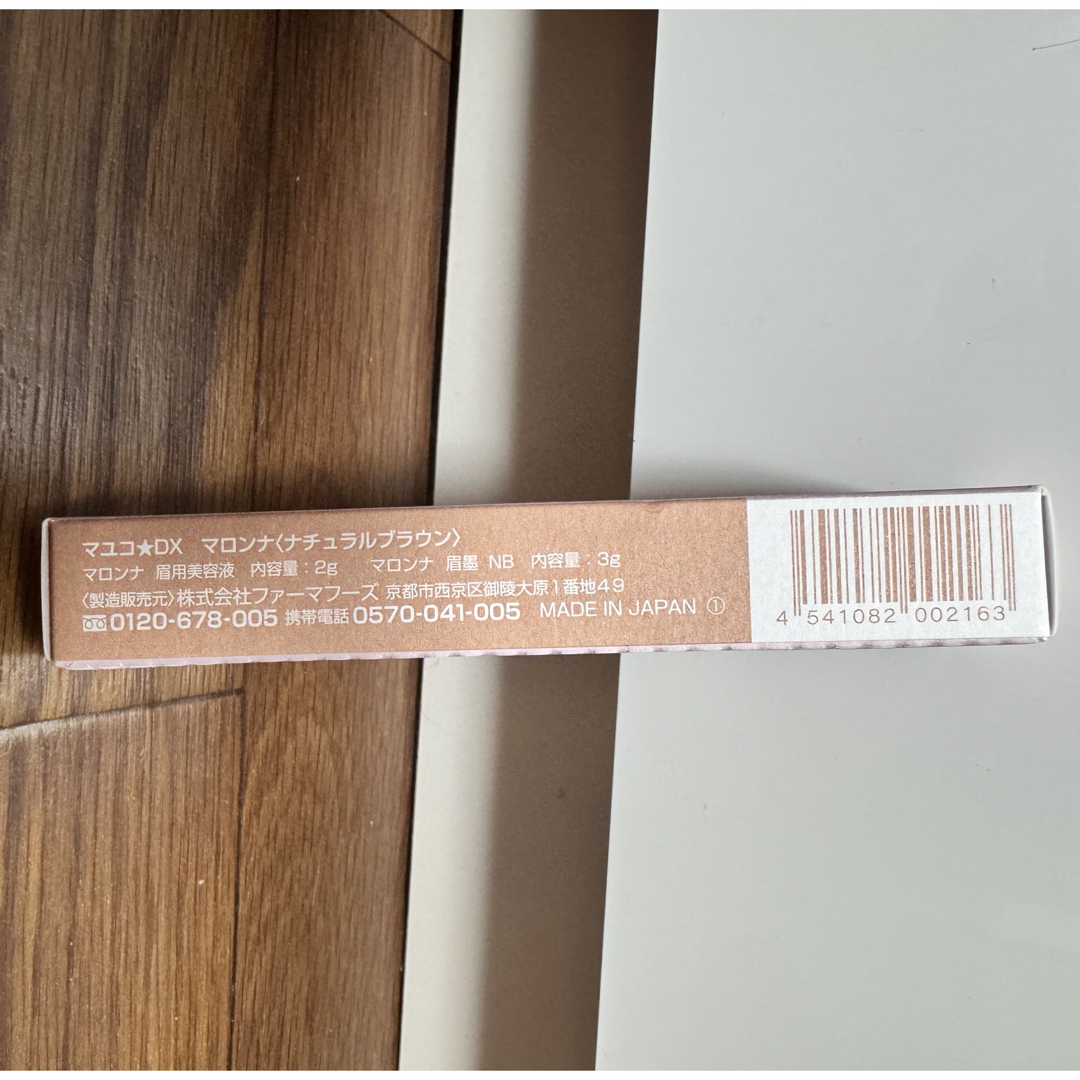 マユコ★DX マロンナ〈ナチュラルブラウン〉
マロンナ 眉用美容液 内容量：2g マロンナ 眉墨 NB 内容量：3g
〈製造販売元〉株式会社ファーマフーズ 京都市西京区御陵大原1番地49
0120-678-005 携帯電話 0570-041-005 MADE IN JAPAN ①
4 541082 002163